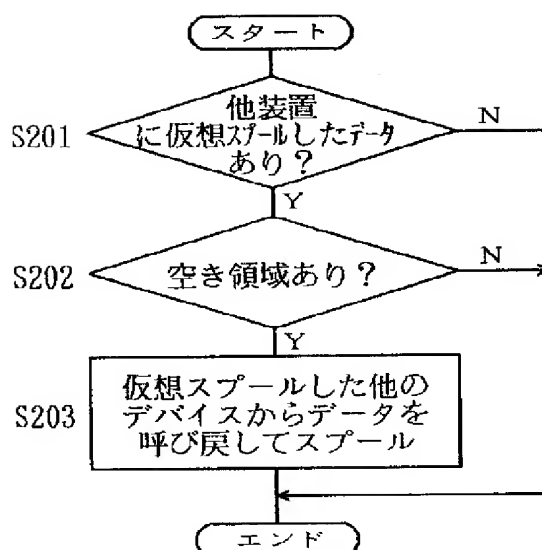 スタート
他装置
S201
に仮想スプールしたデータ
N
あり？
Y
S202
空き領域あり？
N
Y
仮想スプールした他の
S203
デバイスからデータを
呼び戻してスプール
エンド